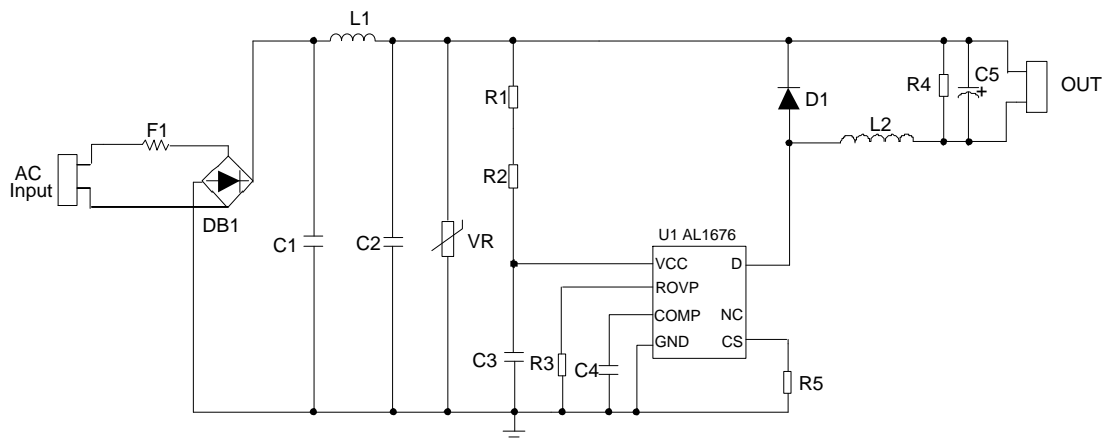 L1
R1
R4
C5
OUT
D1
F1
L2
AC
Input
R2
DB1
C1
C2
VR
U1 AL1676
VCC
D
ROVP
COMP
NC
GND
CS
C3
R3
C4
R5